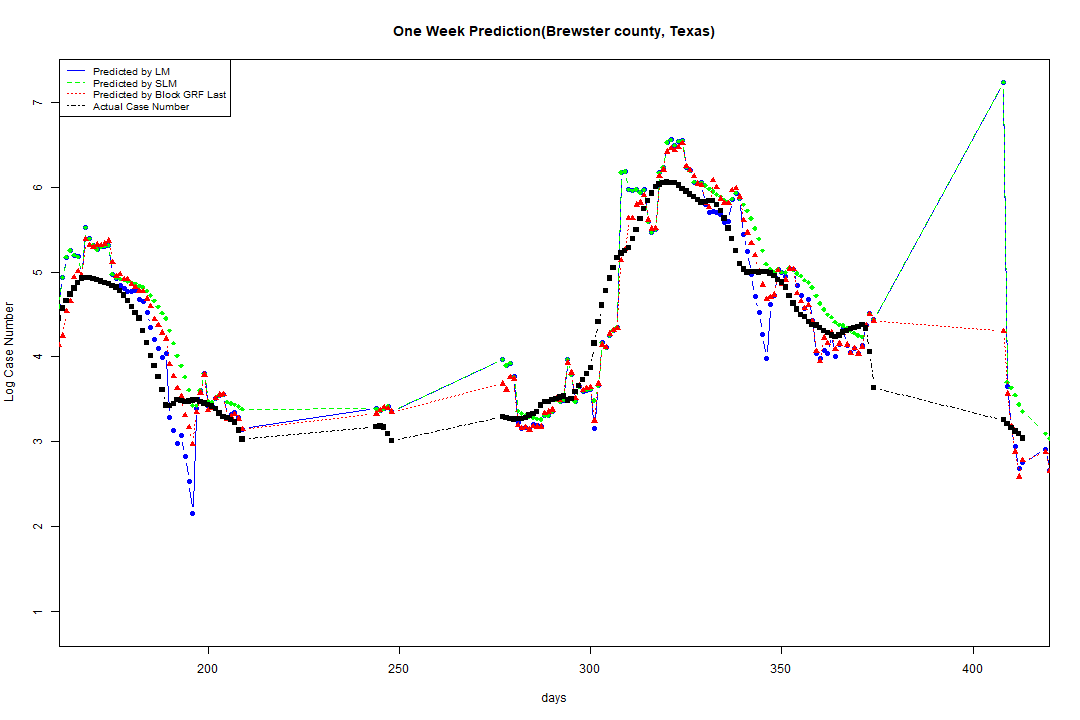 One Week Prediction(Brewster county, Texas)
Predicted by LM
Predicted by SLM
Predicted by Block GRF Last
Actual Case Number
7
6
5
4
3
2
1
Log Case Number
200
250
300
350
400
days